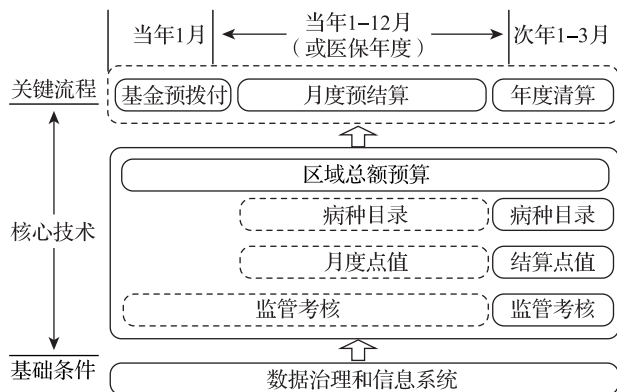 当年1月
当年1–12月
（或医保年度）
次年1–3月
关键流程
基金预拨付
月度预结算
年度清算
区域总额预算
病种目录
病种目录
核心技术
月度点值
结算点值
监管考核
监管考核
基础条件
数据治理和信息系统